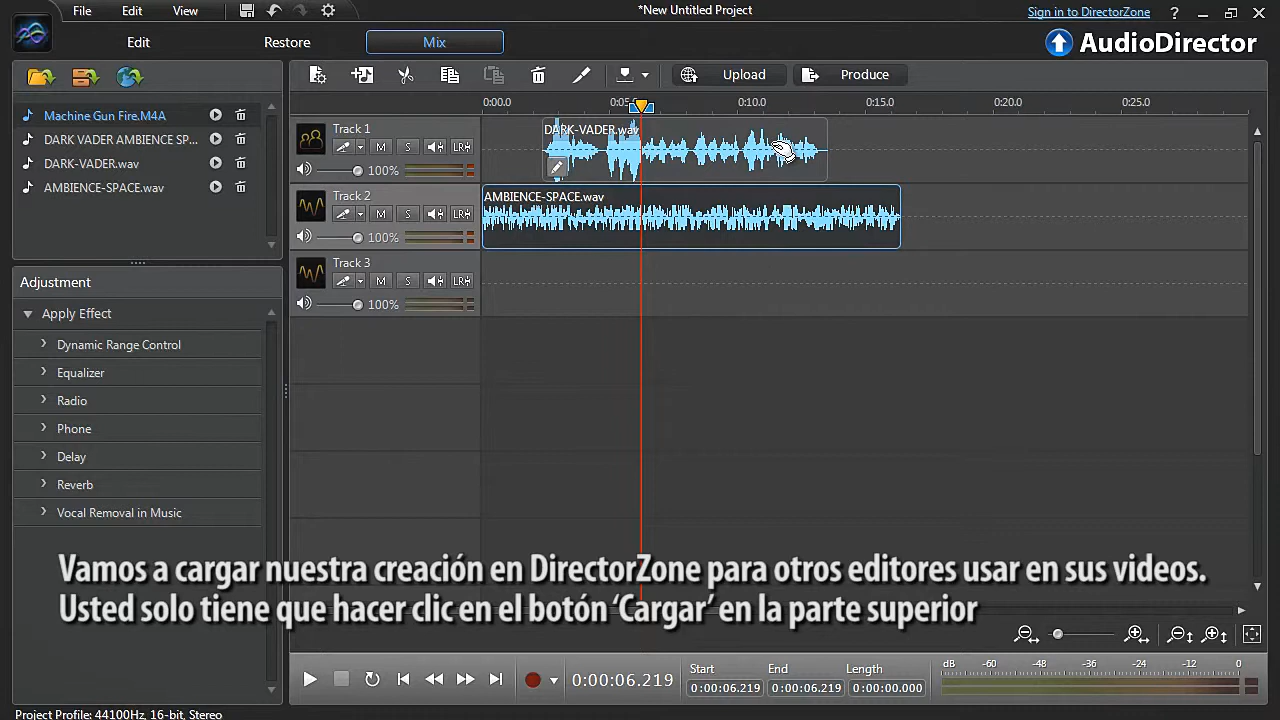 File Edit View
*New Untitled Project
Sign in to DirectorZone ?
Edit Restore Mix
AudioDirector
Upload Produce
Machine Gun Fire.M4A
DARK VADER AMBIENCE SP...
DARK-VADER.wav
AMBIENCE-SPACE.wav
0:00.0 0:05. 0:10.0 0:15.0 0:20.0 0:25.0
Track 1
M S LR
100%
DARK-VADER.wav
Track 2
M S LR
100%
AMBIENCE-SPACE.wav
Track 3
M S LR
100%
Adjustment
Apply Effect
Dynamic Range Control
Equalizer
Radio
Phone
Delay
Reverb
Vocal Removal in Music
Vamos a cargar nuestra creación en DirectorZone para otros editores usar en sus videos.
Usted solo tiene que hacer clic en el botón ‘Cargar’ en la parte superior
0:00:06.219
Start End Length
0:00:06.219 0:00:06.219 0:00:00.000
dB -60 -48 -36 -24 -12 0
Project Profile: 44100Hz, 16-bit, Stereo